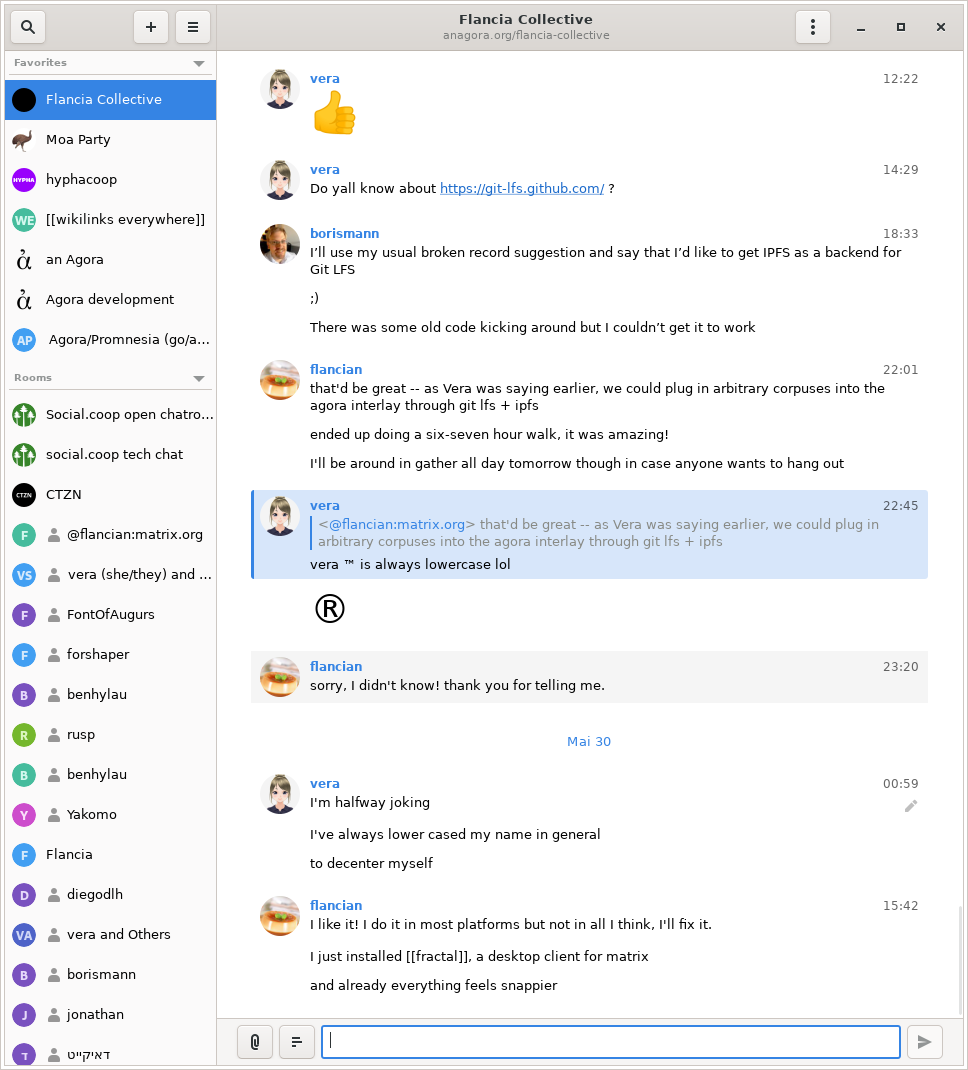 Flancia Collective
anagora.org/flancia-collective
Favorites
Flancia Collective
Moa Party
HYPHA
hyphacoop
WE
[[wikilinks everywhere]]
ἀ
an Agora
ἀ
Agora development
AP
Agora/Promnesia (go/a...
Rooms
Social.coop open chatro...
social.coop tech chat
CTZN
CTZN
F
@flancian:matrix.org
VS
vera (she/they) and ...
F
FontOfAugurs
F
forshaper
B
benhylau
R
rusp
B
benhylau
Y
Yakomo
F
Flancia
D
diegodlh
VA
vera and Others
B
borismann
J
jonathan
ד
דאיקייט
vera 12:22
vera 14:29
Do yall know about https://git-lfs.github.com/ ?
borismann 18:33
I’ll use my usual broken record suggestion and say that I’d like to get IPFS as a backend for
Git LFS
;)
There was some old code kicking around but I couldn’t get it to work
flancian 22:01
that'd be great -- as Vera was saying earlier, we could plug in arbitrary corpuses into the
agora interlay through git lfs + ipfs
ended up doing a six-seven hour walk, it was amazing!
I'll be around in gather all day tomorrow though in case anyone wants to hang out
vera 22:45
<@flancian:matrix.org> that'd be great -- as Vera was saying earlier, we could plug in
arbitrary corpuses into the agora interlay through git lfs + ipfs
vera ™ is always lowercase lol
®
flancian 23:20
sorry, I didn't know! thank you for telling me.
Mai 30
vera 00:59
I'm halfway joking
I've always lower cased my name in general
to decenter myself
flancian 15:42
I like it! I do it in most platforms but not in all I think, I'll fix it.
I just installed [[fractal]], a desktop client for matrix
and already everything feels snappier